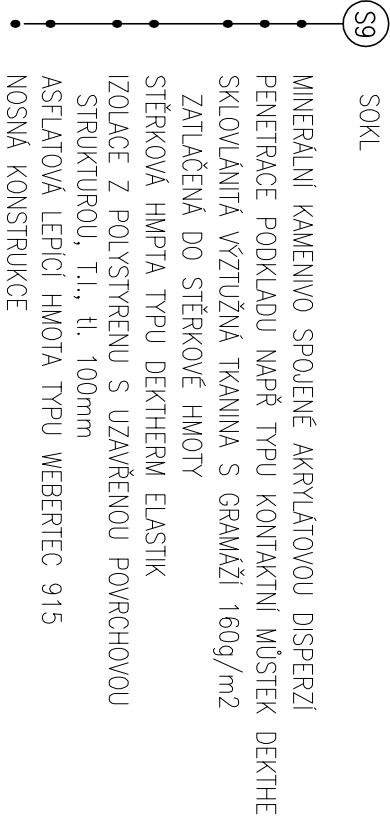 S9
SOKL
MINERÁLNÍ KAMENIVO SPOJENÉ AKRYLÁTOVOU DISPERZÍ
PENETRACE PODKLADU NAPŘ TYPU KONTAKTNÍ MŮSTEK DEKTHE
SKLOVLÁNITÁ VÝZTUŽNÁ TKANINA S GRAMÁŽÍ 160g/m2
ZATLAČENÁ DO STĚRKOVÉ HMOTY
STĚRKOVÁ HMPTA TYPU DEKTHERM ELASTIK
IZOLACE Z POLYSTYRENU S UZAVŘENOU POVRCHOVOU
STRUKTUROU, T.I., tl. 100mm
ASFLATOVÁ LEPÍCÍ HMOTA TYPU WEBERTEC 915
NOSNÁ KONSTRUKCE